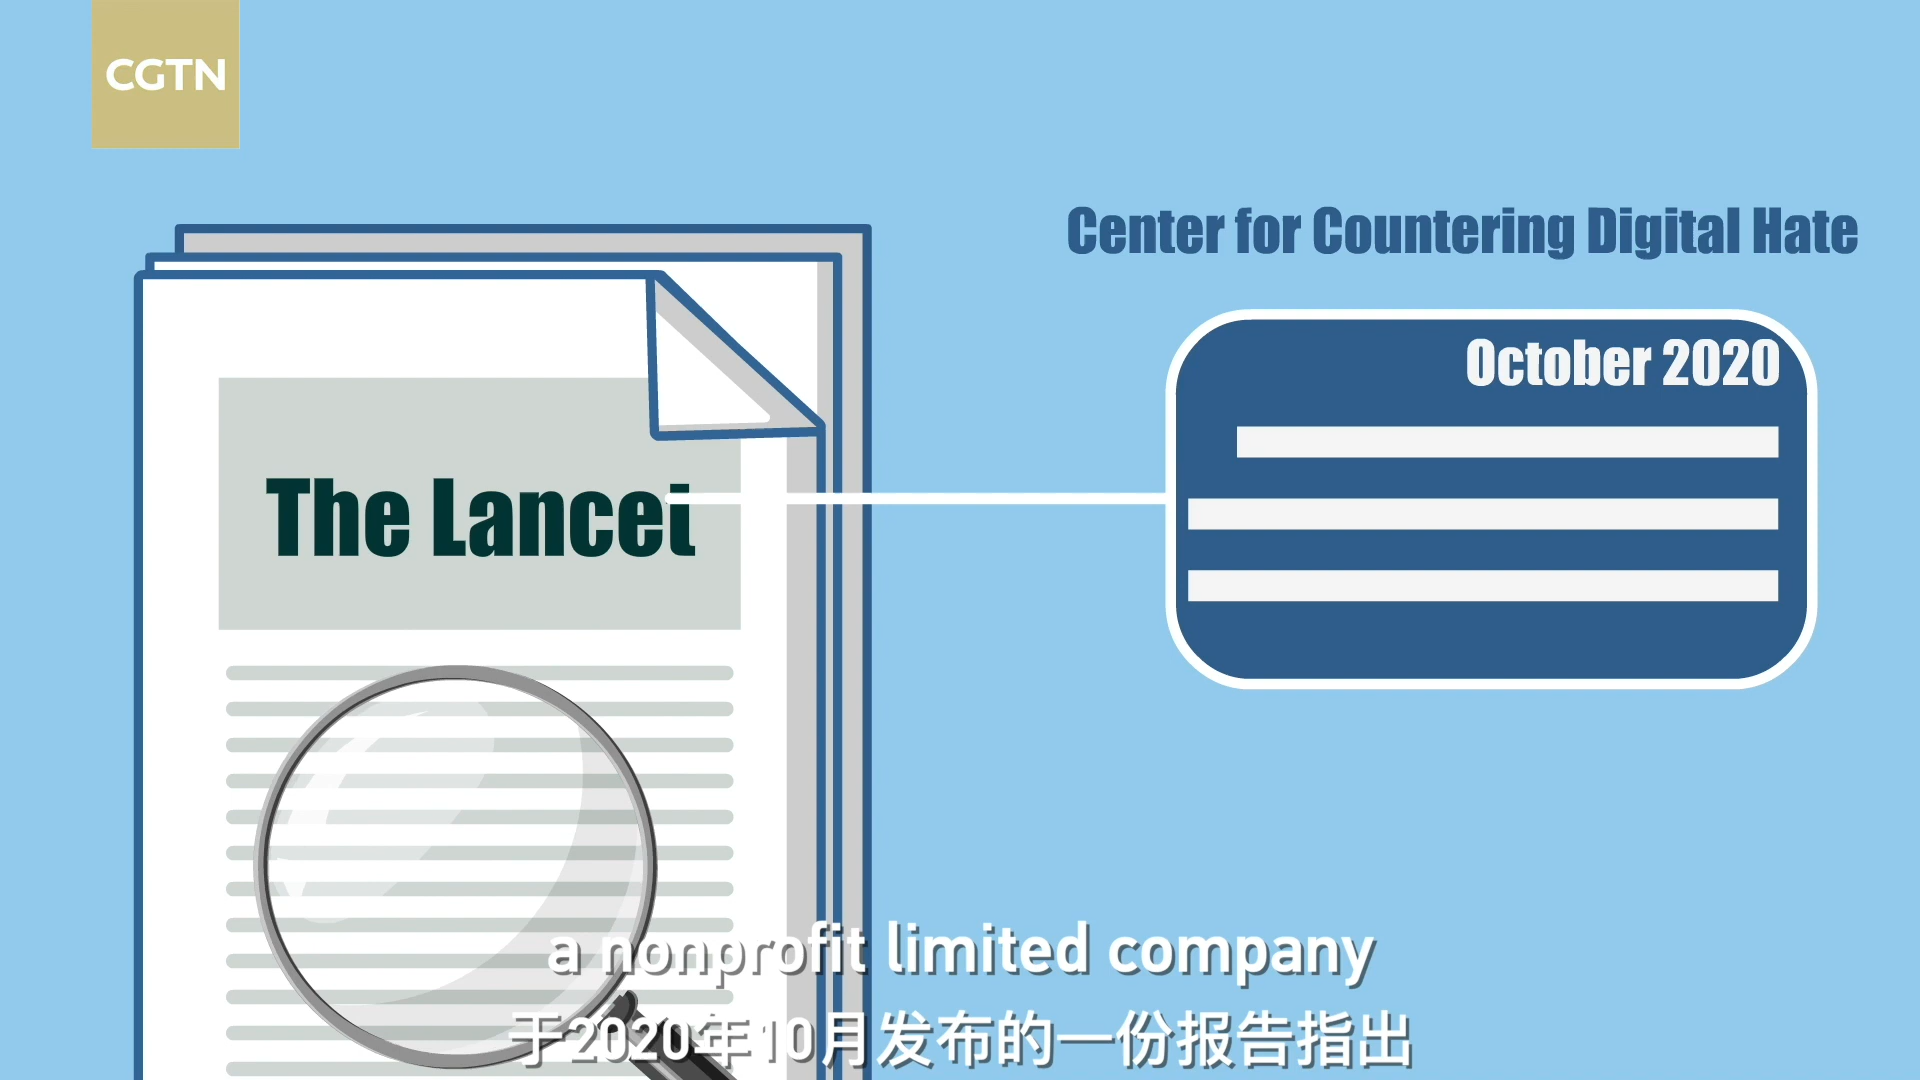 CGTN
Center for Countering Digital Hate
October 2020
The Lancet
a nonprofit limited company
于2020年10月发布的一份报告指出